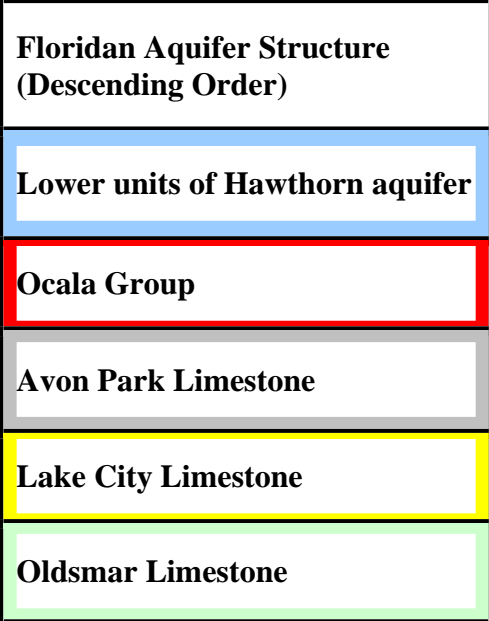 Floridan Aquifer Structure
(Descending Order)
Lower units of Hawthorn aquifer
Ocala Group
Avon Park Limestone
Lake City Limestone
Oldsmar Limestone